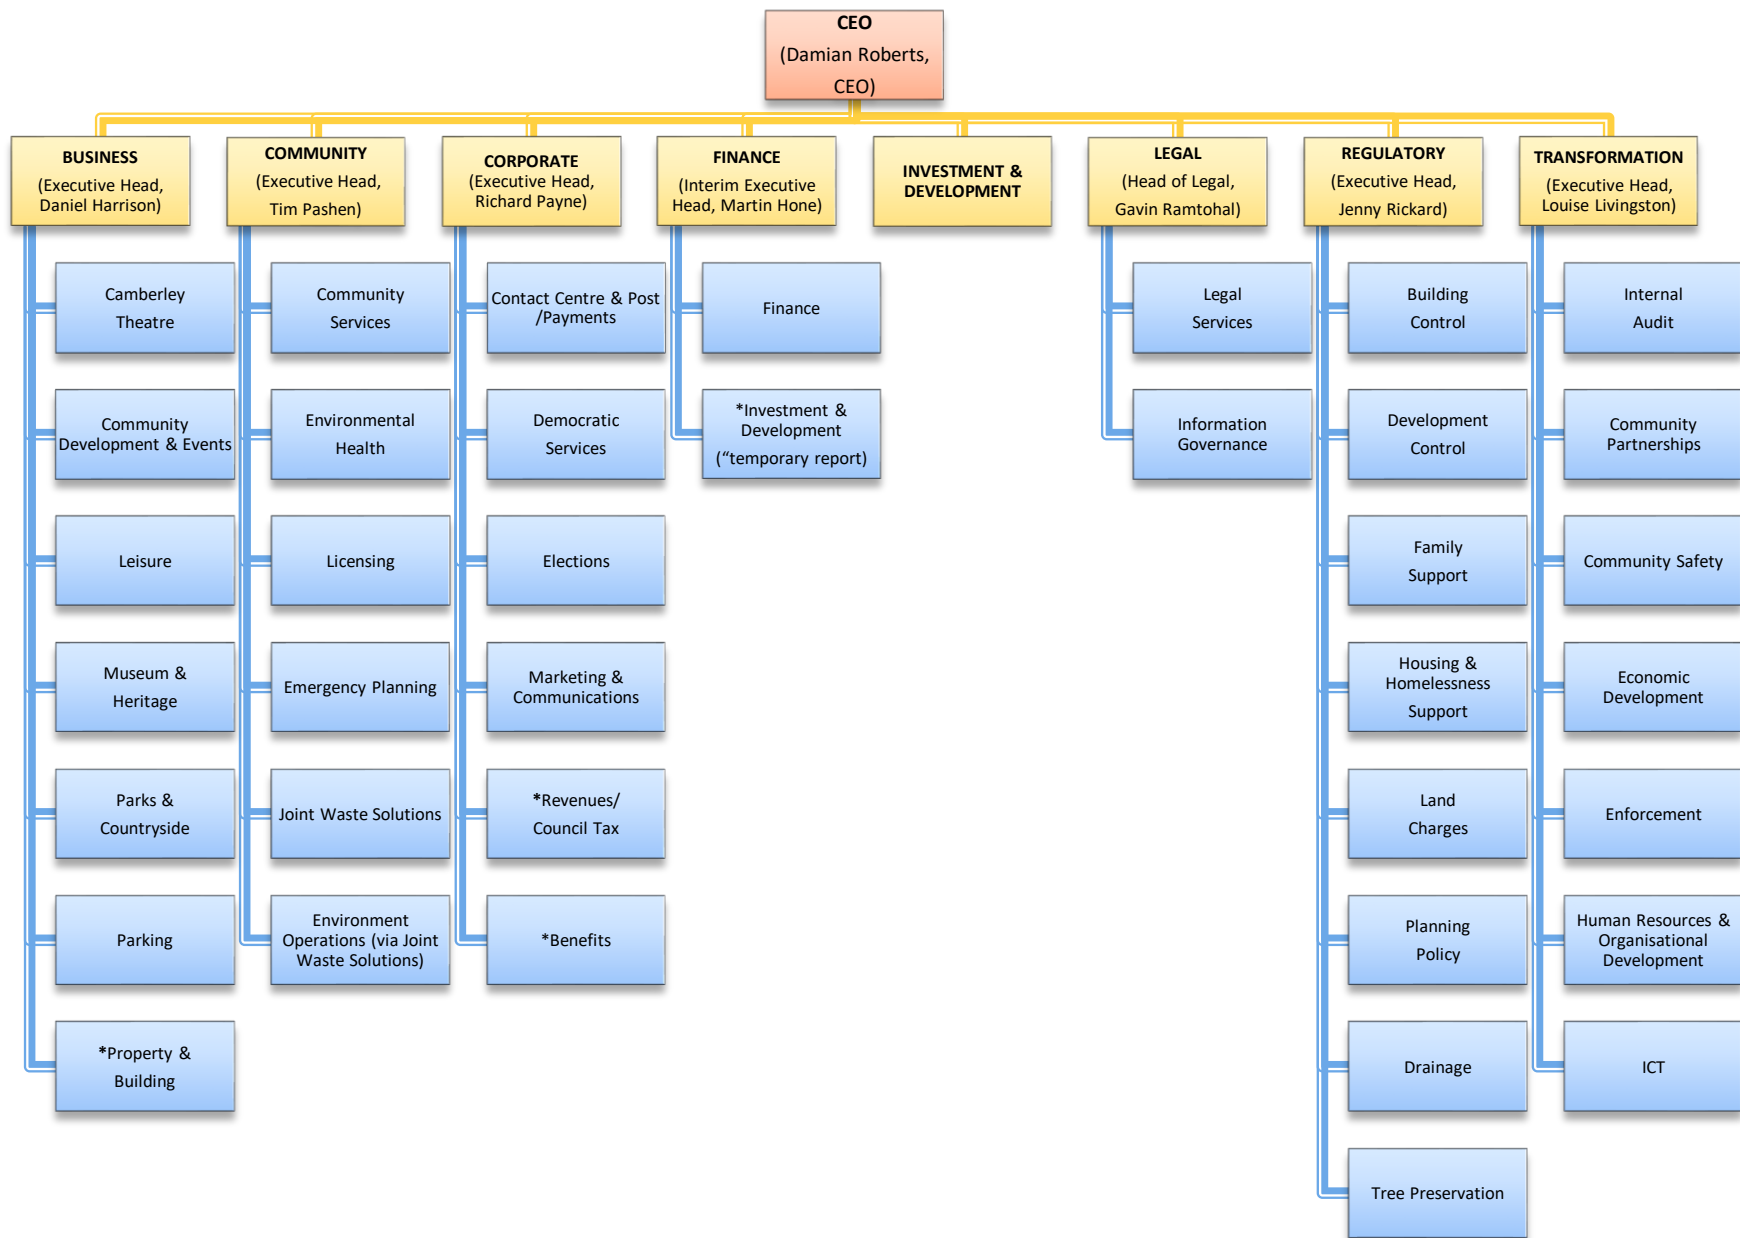 CEO
(Damian Roberts,
CEO)
BUSINESS
(Executive Head,
Daniel Harrison)
COMMUNITY
(Executive Head,
Tim Pashen)
CORPORATE
(Executive Head,
Richard Payne)
FINANCE
(Interim Executive
Head, Martin Hone)
INVESTMENT &
DEVELOPMENT
LEGAL
(Head of Legal,
Gavin Ramtohal)
REGULATORY
(Executive Head,
Jenny Rickard)
TRANSFORMATION
(Executive Head,
Louise Livingston)
Camberley
Theatre
Community
Development & Events
Leisure
Museum &
Heritage
Parks &
Countryside
Parking
*Property &
Building
Community
Services
Environmental
Health
Licensing
Emergency Planning
Joint Waste Solutions
Environment
Operations (via Joint
Waste Solutions)
Contact Centre & Post
/Payments
Democratic
Services
Elections
Marketing &
Communications
*Revenues/
Council Tax
*Benefits
Finance
*Investment &
Development
(“temporary report)
Legal
Services
Information
Governance
Building
Control
Development
Control
Family
Support
Housing &
Homelessness
Support
Land
Charges
Planning
Policy
Drainage
Tree Preservation
Internal
Audit
Community
Partnerships
Community Safety
Economic
Development
Enforcement
Human Resources &
Organisational
Development
ICT